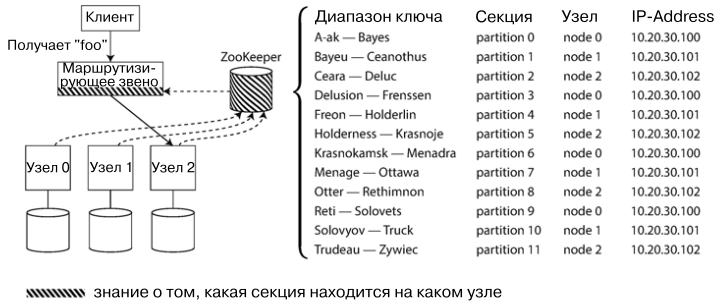 Клиент
Получает "foo"
Маршрутизи-
рующее звено
ZooKeeper
Узел 0 Узел 1 Узел 2
Диапазон ключа Секция Узел IP-Address
A-ak — Bayes partition 0 node 0 10.20.30.100
Bayeu — Ceanothus partition 1 node 1 10.20.30.101
Ceara — Deluc partition 2 node 2 10.20.30.102
Delusion — Frenssen partition 3 node 0 10.20.30.100
Freon — Holderlin partition 4 node 1 10.20.30.101
Holderness — Krasnoje partition 5 node 2 10.20.30.102
Krasnokamsk — Menadra partition 6 node 0 10.20.30.100
Menage — Ottawa partition 7 node 1 10.20.30.101
Otter — Rethimnon partition 8 node 2 10.20.30.102
Reti — Solovets partition 9 node 0 10.20.30.100
Solovyov — Truck partition 10 node 1 10.20.30.101
Trudeau — Zywiec partition 11 node 2 10.20.30.102
знание о том, какая секция находится на каком узле